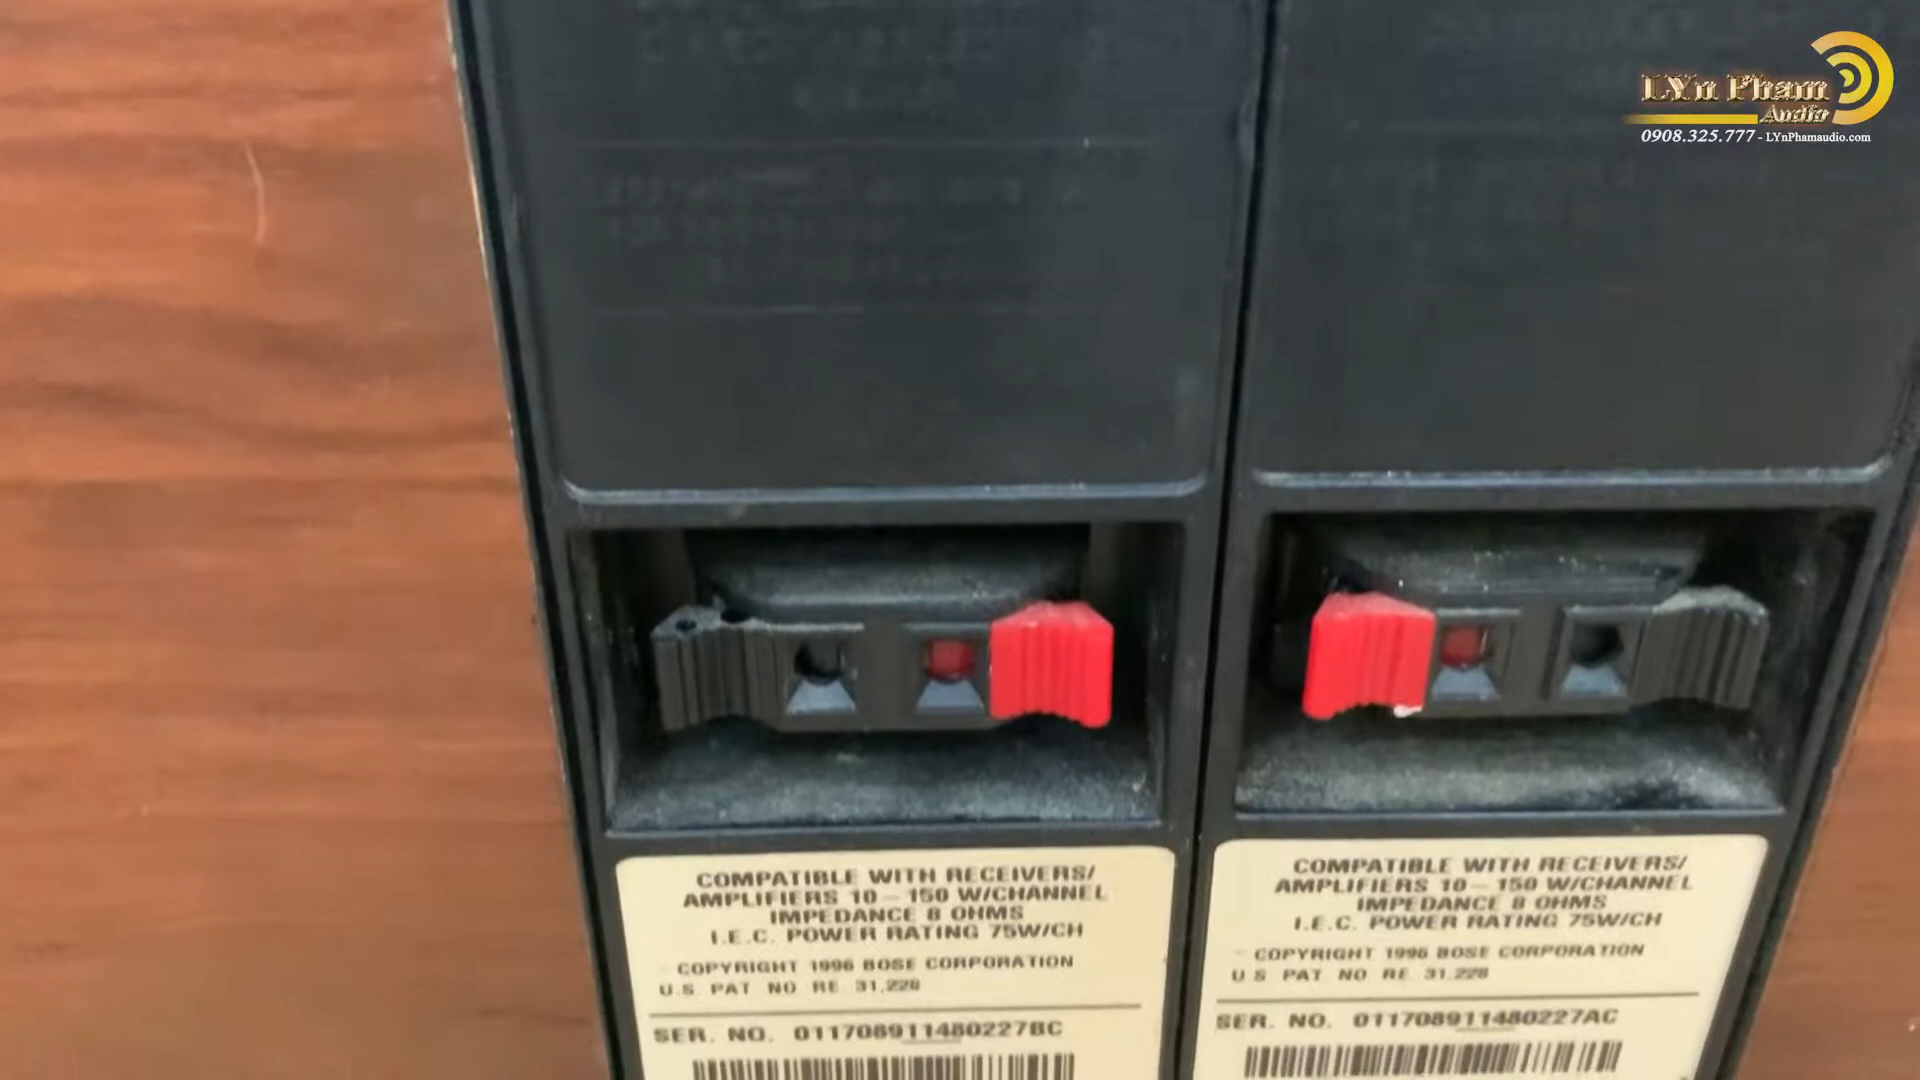 LYn Pham
Audio
0908.325.777 - LYnPhamaudio.com
COMPATIBLE WITH RECEIVERS/
AMPLIFIERS 10 - 150 W/CHANNEL
IMPEDANCE 8 OHMS
I.E.C. POWER RATING 75W/CH
COPYRIGHT 1996 BOSE CORPORATION
U.S. PAT NO RE 31,228
SER. NO. 011708911480227BC
COMPATIBLE WITH RECEIVERS/
AMPLIFIERS 10 - 150 W/CHANNEL
IMPEDANCE 8 OHMS
I.E.C. POWER RATING 75W/CH
COPYRIGHT 1996 BOSE CORPORATION
U S PAT NO RE 31,228
SER. NO. 011708911480227AC